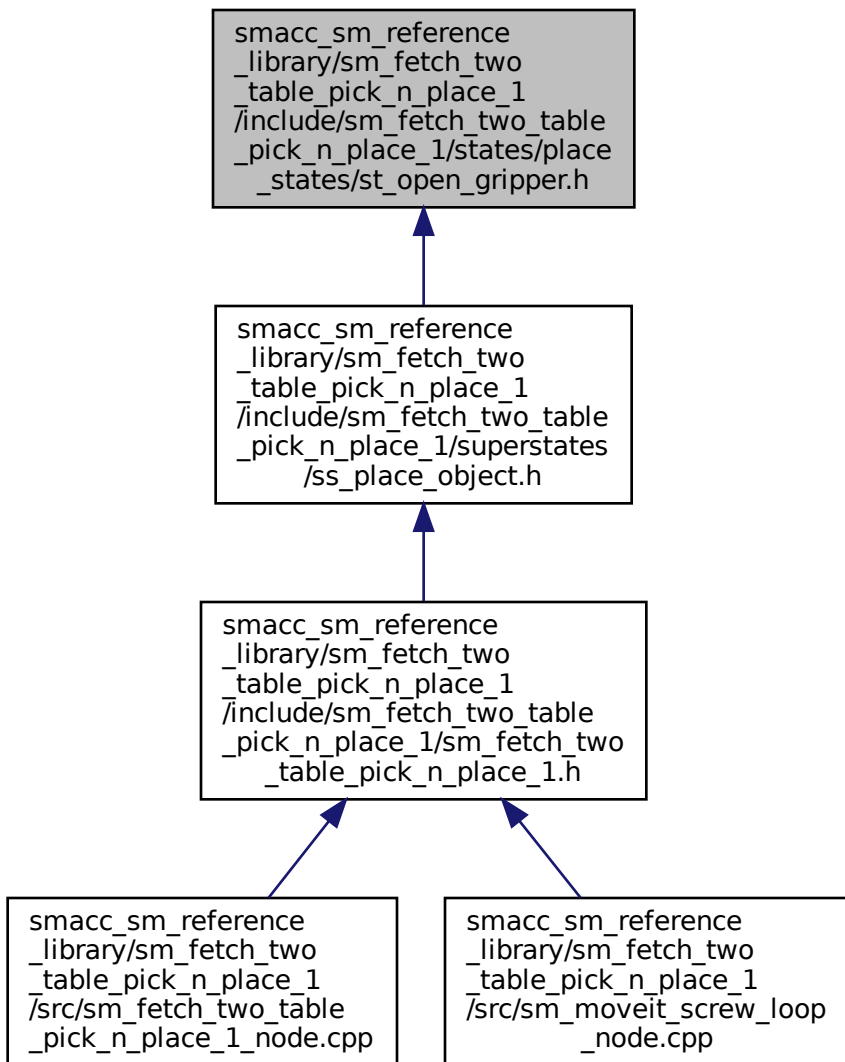 smacc_sm_reference
_library/sm_fetch_two
_table_pick_n_place_1
/include/sm_fetch_two_table
_pick_n_place_1/states/place
_states/st_open_gripper.h
smacc_sm_reference
_library/sm_fetch_two
_table_pick_n_place_1
/include/sm_fetch_two_table
_pick_n_place_1/superstates
/ss_place_object.h
smacc_sm_reference
_library/sm_fetch_two
_table_pick_n_place_1
/include/sm_fetch_two_table
_pick_n_place_1/sm_fetch_two
_table_pick_n_place_1.h
smacc_sm_reference
_library/sm_fetch_two
_table_pick_n_place_1
/src/sm_fetch_two_table
_pick_n_place_1_node.cpp
smacc_sm_reference
_library/sm_fetch_two
_table_pick_n_place_1
/src/sm_moveit_screw_loop
_node.cpp